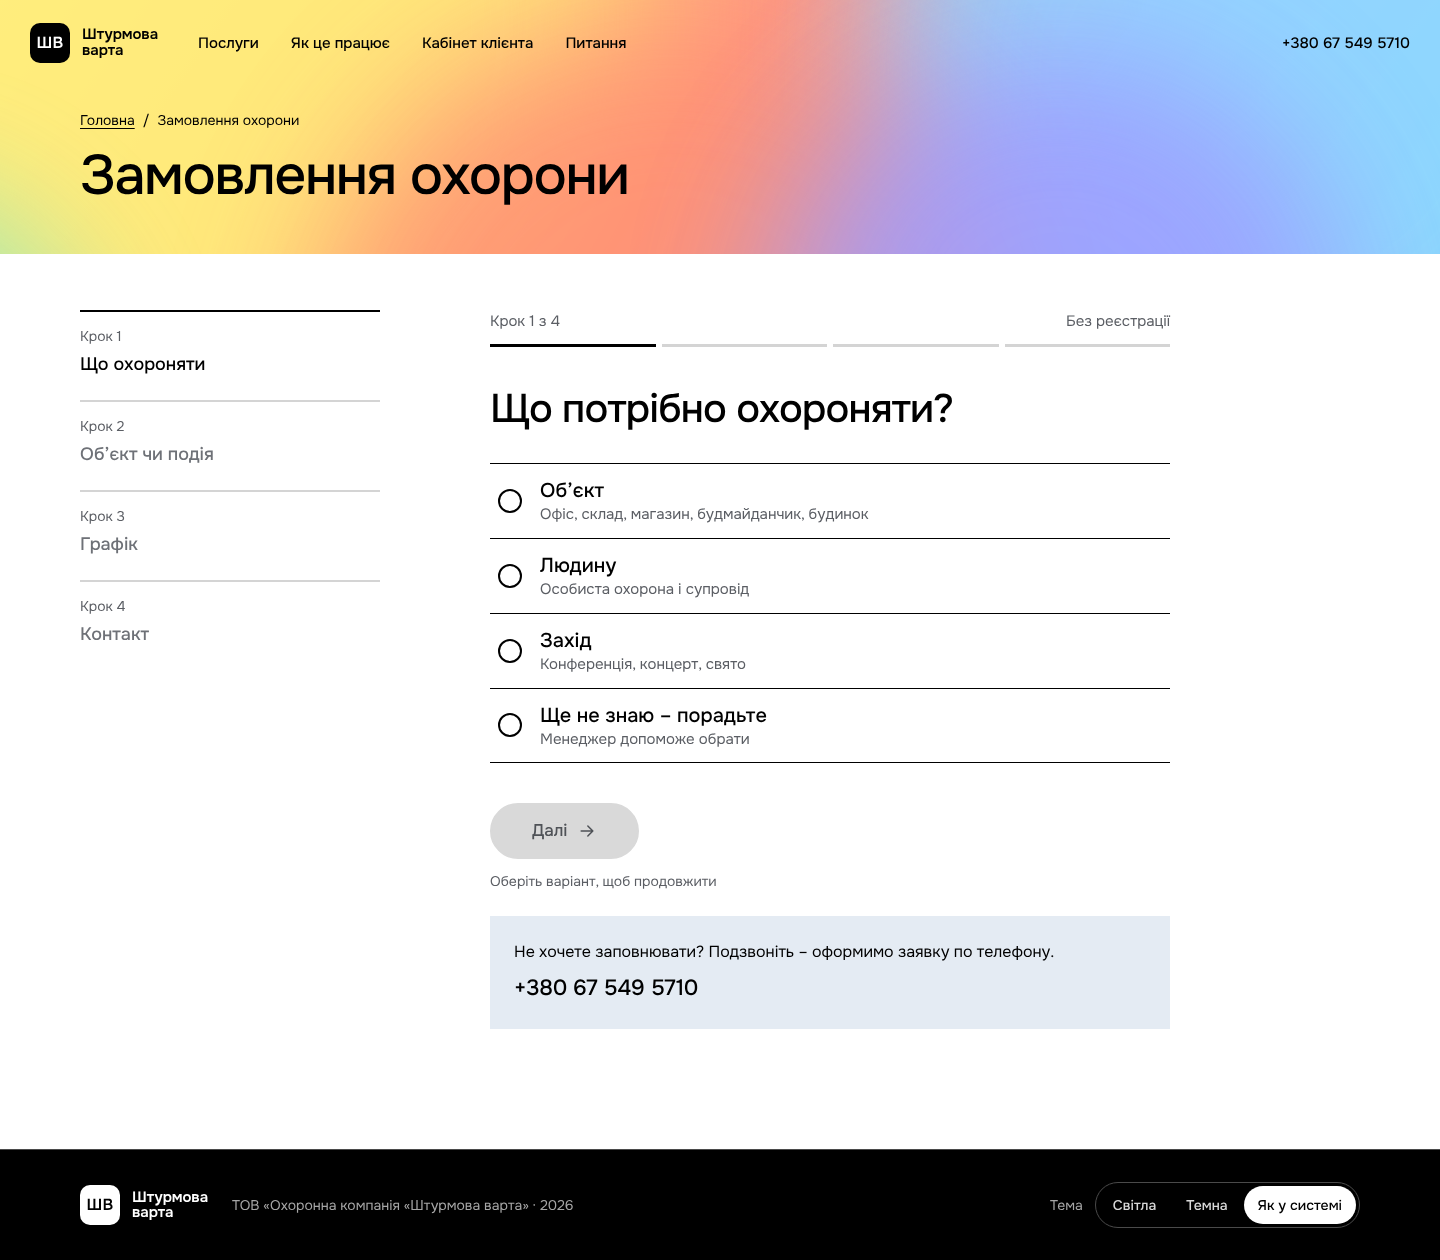 ШВ
Штурмова
варта
Послуги
Як це працює
Кабінет клієнта
Питання
+380 67 549 5710
Головна / Замовлення охорони
Замовлення охорони
Крок 1
Що охороняти
Крок 2
Об’єкт чи подія
Крок 3
Графік
Крок 4
Контакт
Крок 1 з 4
Без реєстрації
Що потрібно охороняти?
Об’єкт
Офіс, склад, магазин, будмайданчик, будинок
Людину
Особиста охорона і супровід
Захід
Конференція, концерт, свято
Ще не знаю – порадьте
Менеджер допоможе обрати
Далі →
Оберіть варіант, щоб продовжити
Не хочете заповнювати? Подзвоніть – оформимо заявку по телефону.
+380 67 549 5710
ШВ
Штурмова
варта
ТОВ «Охоронна компанія «Штурмова варта» · 2026
Тема
Світла
Темна
Як у системі